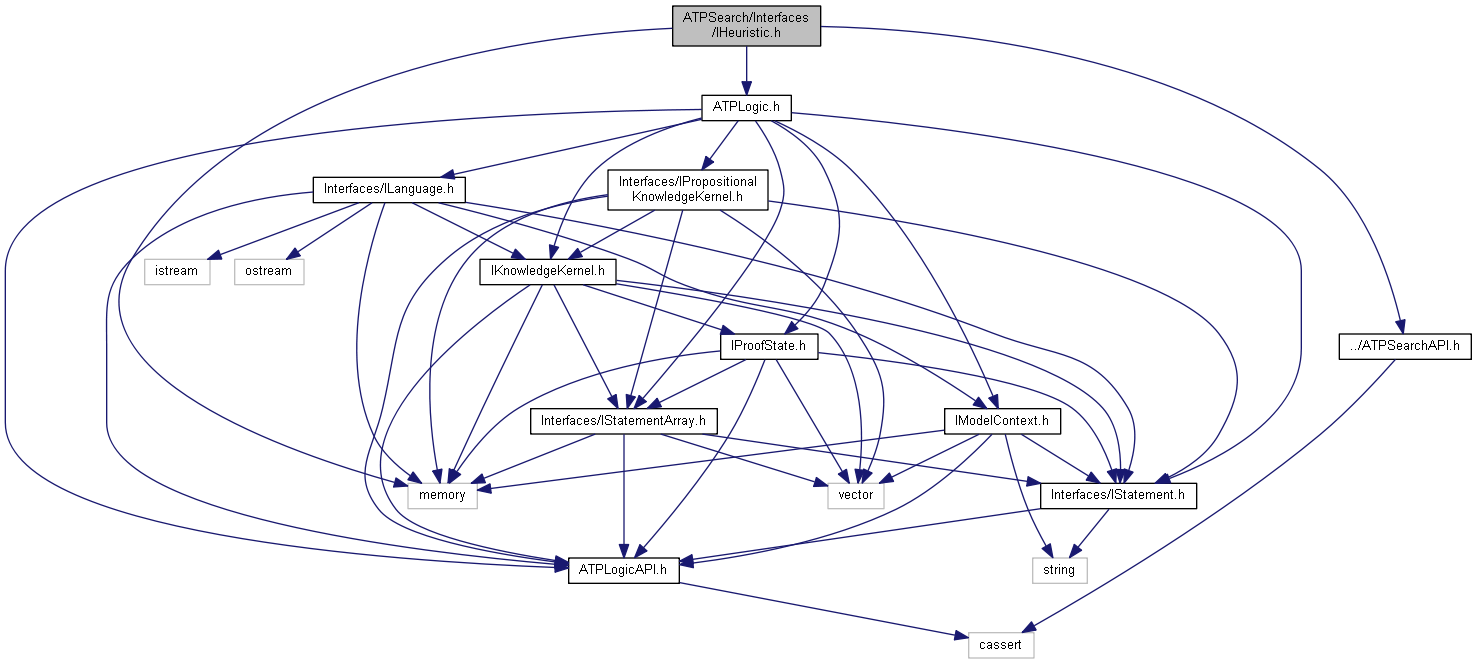 ATPSearch/Interfaces
/IHeuristic.h
ATPLogic.h
Interfaces/ILanguage.h
Interfaces/IPropositional
KnowledgeKernel.h
istream
ostream
IKnowledgeKernel.h
IProofState.h
../ATPSearchAPI.h
Interfaces/IStatementArray.h
IModelContext.h
memory
vector
Interfaces/IStatement.h
ATPLogicAPI.h
string
cassert